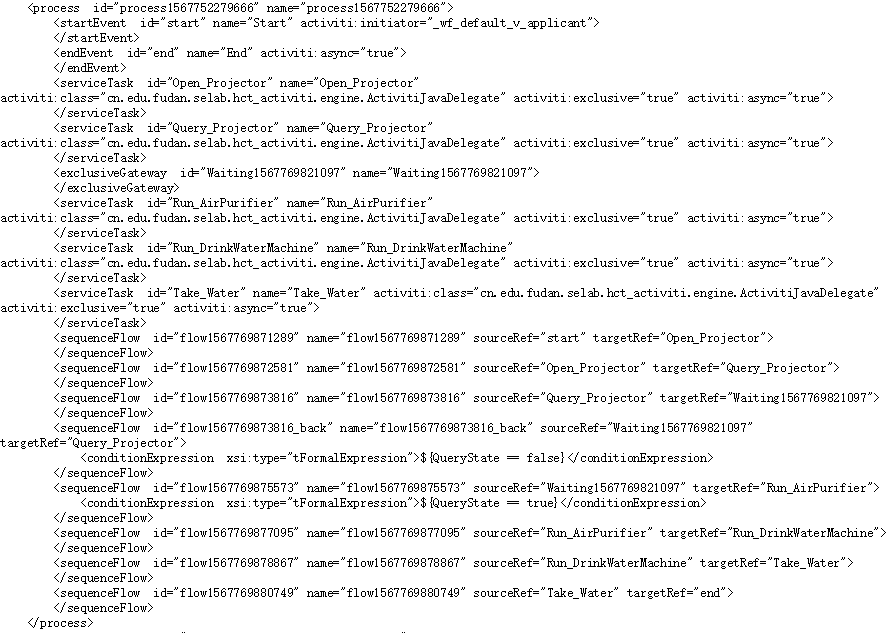 <process  id="process1567752279666" name="process1567752279666">
<startEvent  id="start" name="Start" activiti:initiator="_wf_default_v_applicant">
</startEvent>
<endEvent  id="end" name="End" activiti:async="true">
</endEvent>
<serviceTask  id="Open_Projector" name="Open_Projector"
activiti:class="cn.edu.fudan.selab.hct_activiti.engine.ActivitiJavaDelegate" activiti:exclusive="true" activiti:async="true">
</serviceTask>
<serviceTask  id="Query_Projector" name="Query_Projector"
activiti:class="cn.edu.fudan.selab.hct_activiti.engine.ActivitiJavaDelegate" activiti:exclusive="true" activiti:async="true">
</serviceTask>
<exclusiveGateway  id="Waiting1567769821097" name="Waiting1567769821097">
</exclusiveGateway>
<serviceTask  id="Run_AirPurifier" name="Run_AirPurifier"
activiti:class="cn.edu.fudan.selab.hct_activiti.engine.ActivitiJavaDelegate" activiti:exclusive="true" activiti:async="true">
</serviceTask>
<serviceTask  id="Run_DrinkWaterMachine" name="Run_DrinkWaterMachine"
activiti:class="cn.edu.fudan.selab.hct_activiti.engine.ActivitiJavaDelegate" activiti:exclusive="true" activiti:async="true">
</serviceTask>
<serviceTask  id="Take_Water" name="Take_Water" activiti:class="cn.edu.fudan.selab.hct_activiti.engine.ActivitiJavaDelegate"
activiti:exclusive="true" activiti:async="true">
</serviceTask>
<sequenceFlow  id="flow1567769871289" name="flow1567769871289" sourceRef="start" targetRef="Open_Projector">
</sequenceFlow>
<sequenceFlow  id="flow1567769872581" name="flow1567769872581" sourceRef="Open_Projector" targetRef="Query_Projector">
</sequenceFlow>
<sequenceFlow  id="flow1567769873816" name="flow1567769873816" sourceRef="Query_Projector" targetRef="Waiting1567769821097">
</sequenceFlow>
<sequenceFlow  id="flow1567769873816_back" name="flow1567769873816_back" sourceRef="Waiting1567769821097"
targetRef="Query_Projector">
<conditionExpression  xsi:type="tFormalExpression">${QueryState == false}</conditionExpression>
</sequenceFlow>
<sequenceFlow  id="flow1567769875573" name="flow1567769875573" sourceRef="Waiting1567769821097" targetRef="Run_AirPurifier">
<conditionExpression  xsi:type="tFormalExpression">${QueryState == true}</conditionExpression>
</sequenceFlow>
<sequenceFlow  id="flow1567769877095" name="flow1567769877095" sourceRef="Run_AirPurifier" targetRef="Run_DrinkWaterMachine">
</sequenceFlow>
<sequenceFlow  id="flow1567769878867" name="flow1567769878867" sourceRef="Run_DrinkWaterMachine" targetRef="Take_Water">
</sequenceFlow>
<sequenceFlow  id="flow1567769880749" name="flow1567769880749" sourceRef="Take_Water" targetRef="end">
</sequenceFlow>
</process>